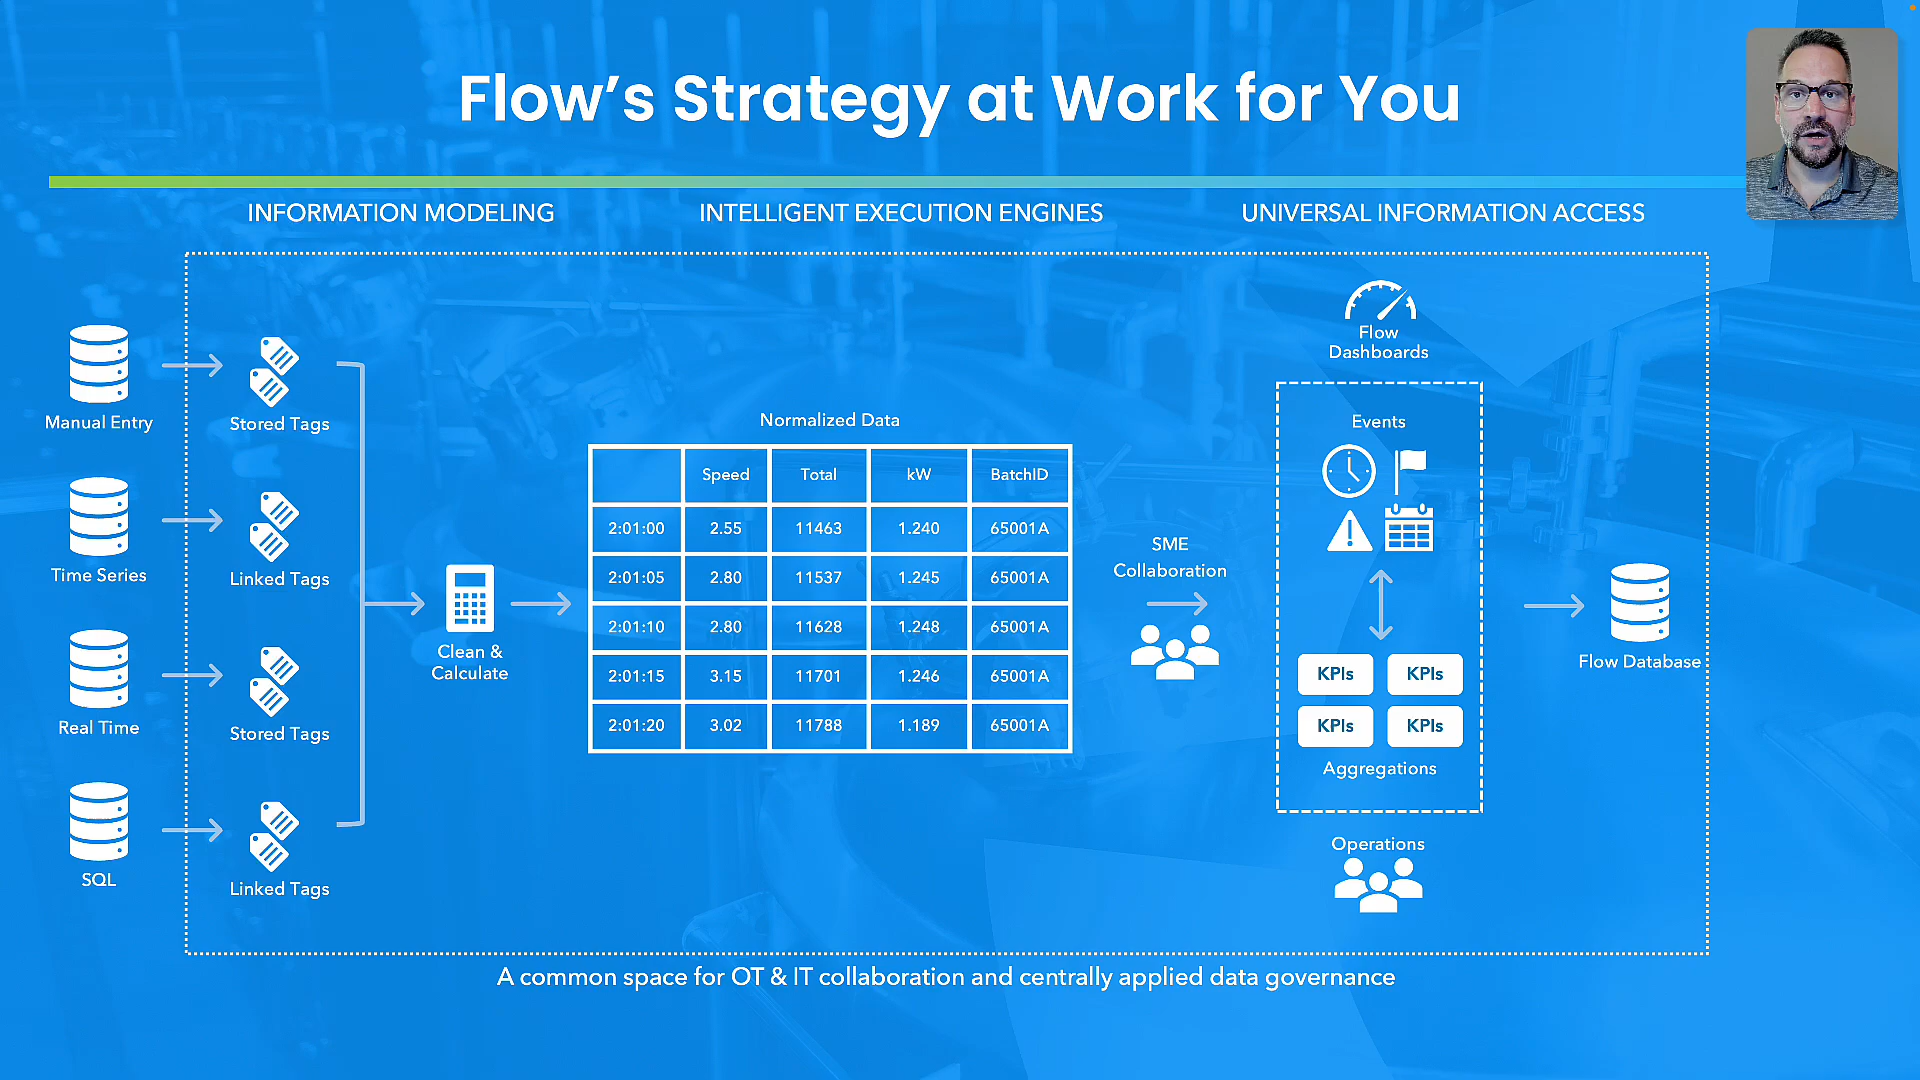 Flow's Strategy at Work for You
INFORMATION MODELING
INTELLIGENT EXECUTION ENGINES
UNIVERSAL INFORMATION ACCESS
Manual Entry
Time Series
Real Time
SQL
Stored Tags
Linked Tags
Stored Tags
Linked Tags
Clean &
Calculate
Normalized Data
Speed Total kW BatchID
2:01:00 2.55 11463 1.240 65001A
2:01:05 2.80 11537 1.245 65001A
2:01:10 2.80 11628 1.248 65001A
2:01:15 3.15 11701 1.246 65001A
2:01:20 3.02 11788 1.189 65001A
SME
Collaboration
Flow
Dashboards
Events
KPIs KPIs
KPIs KPIs
Aggregations
Operations
Flow Database
A common space for OT & IT collaboration and centrally applied data governance